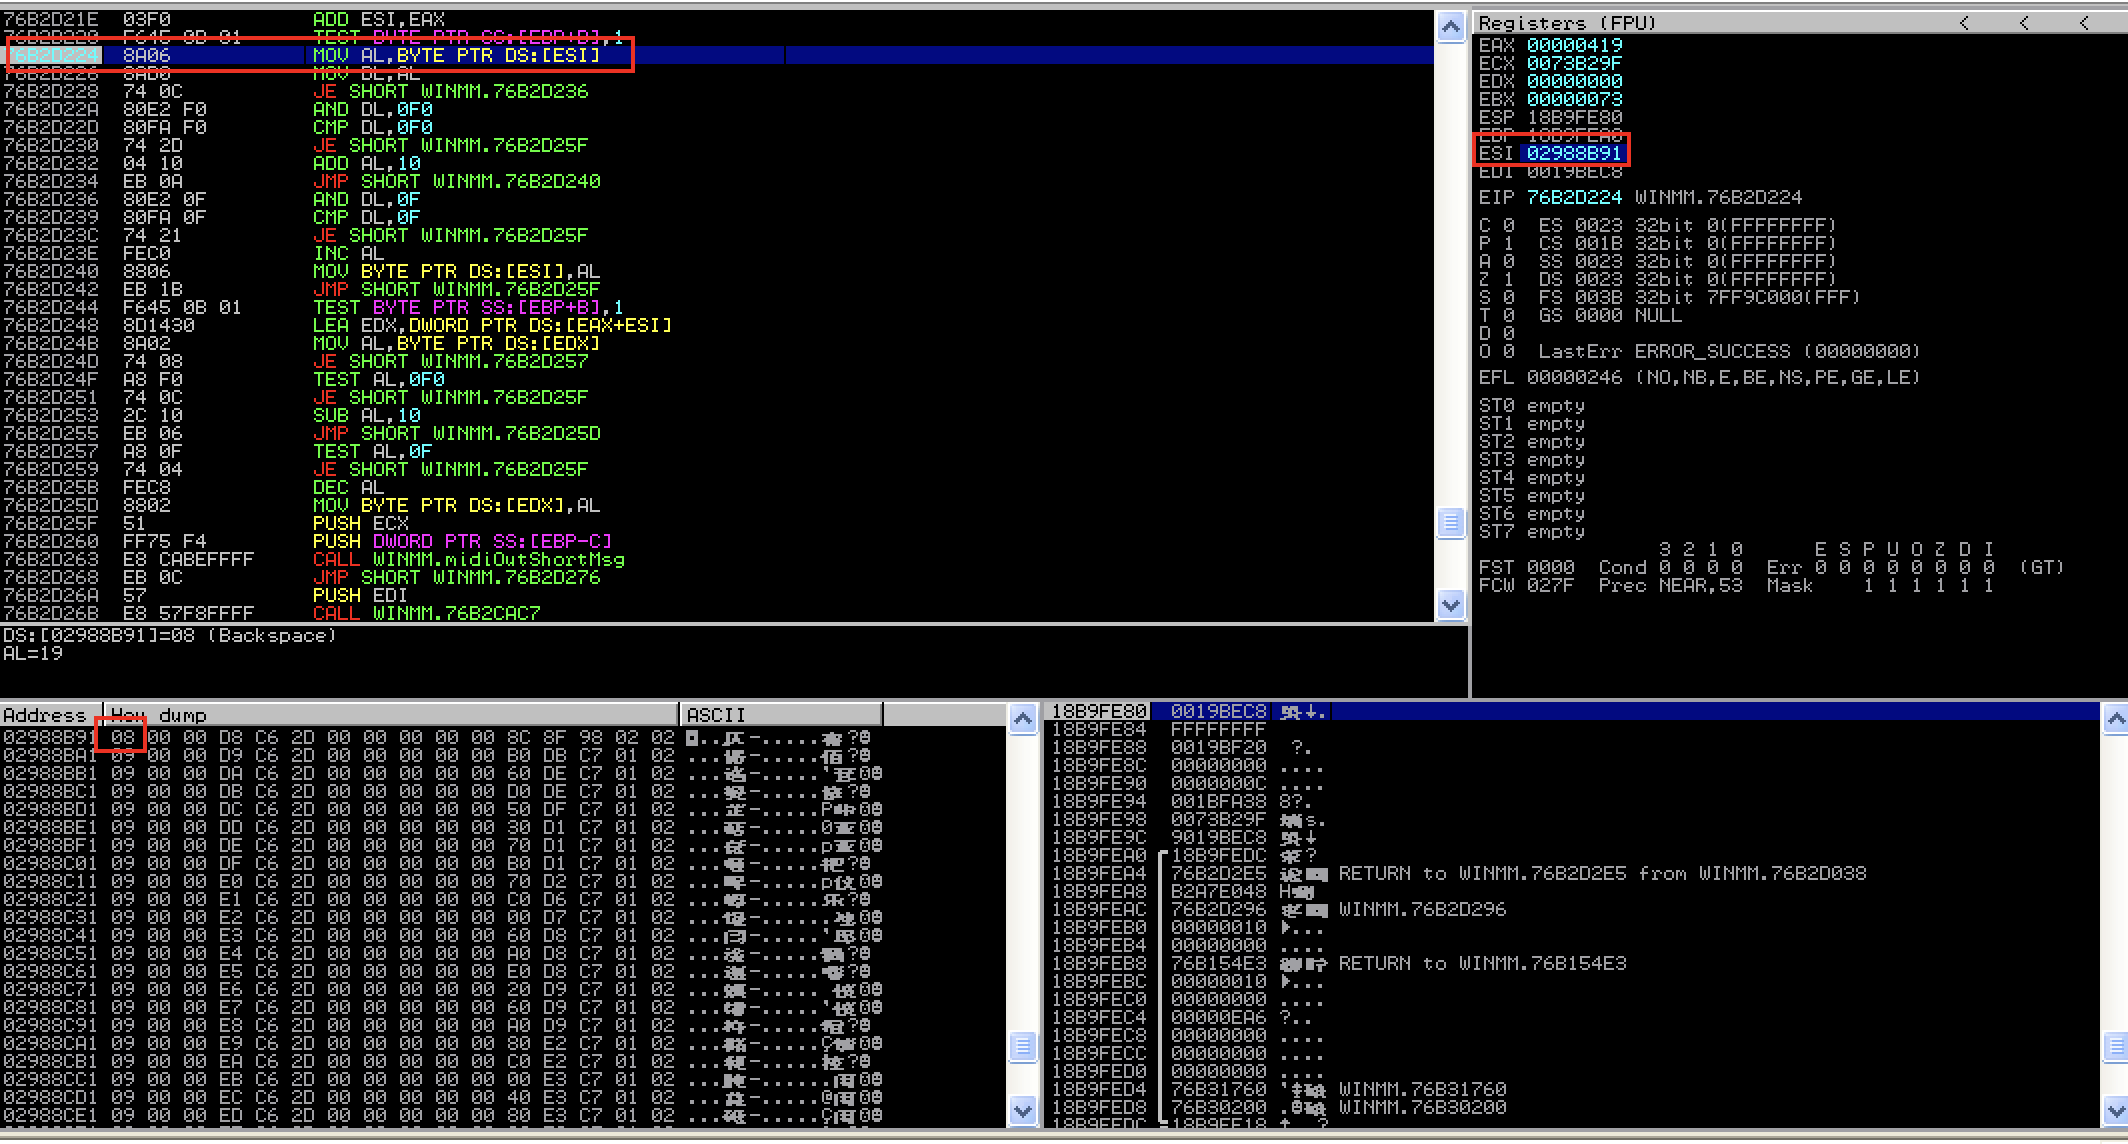 76B2D21E 03F0 ADD ESI,EAX
76B2D220 F645 0B 01 TEST BYTE PTR SS:[EBP+B],1
76B2D224 8A06 MOV AL,BYTE PTR DS:[ESI]
76B2D226 8AD0 MOV DL,AL
76B2D228 74 0C JE SHORT WINMM.76B2D236
76B2D22A 80E2 F0 AND DL,0F0
76B2D22D 80FA F0 CMP DL,0F0
76B2D230 74 2D JE SHORT WINMM.76B2D25F
76B2D232 04 10 ADD AL,10
76B2D234 EB 0A JMP SHORT WINMM.76B2D240
76B2D236 80E2 0F AND DL,0F
76B2D239 80FA 0F CMP DL,0F
76B2D23C 74 21 JE SHORT WINMM.76B2D25F
76B2D23E FEC0 INC AL
76B2D240 8806 MOV BYTE PTR DS:[ESI],AL
76B2D242 EB 1B JMP SHORT WINMM.76B2D25F
76B2D244 F645 0B 01 TEST BYTE PTR SS:[EBP+B],1
76B2D248 8D1430 LEA EDX,DWORD PTR DS:[EAX+ESI]
76B2D24B 8A02 MOV AL,BYTE PTR DS:[EDX]
76B2D24D 74 08 JE SHORT WINMM.76B2D257
76B2D24F A8 F0 TEST AL,0F0
76B2D251 74 0C JE SHORT WINMM.76B2D25F
76B2D253 2C 10 SUB AL,10
76B2D255 EB 06 JMP SHORT WINMM.76B2D25D
76B2D257 A8 0F TEST AL,0F
76B2D259 74 04 JE SHORT WINMM.76B2D25F
76B2D25B FEC8 DEC AL
76B2D25D 8802 MOV BYTE PTR DS:[EDX],AL
76B2D25F 51 PUSH ECX
76B2D260 FF75 F4 PUSH DWORD PTR SS:[EBP-C]
76B2D263 E8 CABEFFFF CALL WINMM.midiOutShortMsg
76B2D268 EB 0C JMP SHORT WINMM.76B2D276
76B2D26A 57 PUSH EDI
76B2D26B E8 57F8FFFF CALL WINMM.76B2CAC7
DS:[02988B91]=08 (Backspace)
AL=19
Registers (FPU) < < <
EAX 00000419
ECX 0073B29F
EDX 00000000
EBX 00000073
ESP 18B9FE80
EBP 18B9FEA0
ESI 02988B91
EDI 0019BEC8
EIP 76B2D224 WINMM.76B2D224
C 0 ES 0023 32bit 0(FFFFFFFF)
P 1 CS 001B 32bit 0(FFFFFFFF)
A 0 SS 0023 32bit 0(FFFFFFFF)
Z 1 DS 0023 32bit 0(FFFFFFFF)
S 0 FS 003B 32bit 7FF9C000(FFF)
T 0 GS 0000 NULL
D 0
O 0 LastErr ERROR_SUCCESS (00000000)
EFL 00000246 (NO,NB,E,BE,NS,PE,GE,LE)
ST0 empty
ST1 empty
ST2 empty
ST3 empty
ST4 empty
ST5 empty
ST6 empty
ST7 empty
3 2 1 0 E S P U O Z D I
FST 0000 Cond 0 0 0 0 Err 0 0 0 0 0 0 0 0 (GT)
FCW 027F Prec NEAR,53 Mask 1 1 1 1 1 1
Address Hex dump ASCII
02988B91 08 00 00 D8 C6 2D 00 00 00 00 00 8C 8F 98 02 02
02988BA1 09 00 00 D9 C6 2D 00 00 00 00 00 B0 DB C7 01 02
02988BB1 09 00 00 DA C6 2D 00 00 00 00 00 60 DE C7 01 02
02988BC1 09 00 00 DB C6 2D 00 00 00 00 00 D0 DE C7 01 02
02988BD1 09 00 00 DC C6 2D 00 00 00 00 00 50 DF C7 01 02
02988BE1 09 00 00 DD C6 2D 00 00 00 00 00 30 D1 C7 01 02
02988BF1 09 00 00 DE C6 2D 00 00 00 00 00 70 D1 C7 01 02
02988C01 09 00 00 DF C6 2D 00 00 00 00 00 B0 D1 C7 01 02
02988C11 09 00 00 E0 C6 2D 00 00 00 00 00 70 D2 C7 01 02
02988C21 09 00 00 E1 C6 2D 00 00 00 00 00 C0 D6 C7 01 02
02988C31 09 00 00 E2 C6 2D 00 00 00 00 00 00 D7 C7 01 02
02988C41 09 00 00 E3 C6 2D 00 00 00 00 00 60 D8 C7 01 02
02988C51 09 00 00 E4 C6 2D 00 00 00 00 00 A0 D8 C7 01 02
02988C61 09 00 00 E5 C6 2D 00 00 00 00 00 E0 D8 C7 01 02
02988C71 09 00 00 E6 C6 2D 00 00 00 00 00 20 D9 C7 01 02
02988C81 09 00 00 E7 C6 2D 00 00 00 00 00 60 D9 C7 01 02
02988C91 09 00 00 E8 C6 2D 00 00 00 00 00 A0 D9 C7 01 02
02988CA1 09 00 00 E9 C6 2D 00 00 00 00 00 80 E2 C7 01 02
02988CB1 09 00 00 EA C6 2D 00 00 00 00 00 C0 E2 C7 01 02
02988CC1 09 00 00 EB C6 2D 00 00 00 00 00 00 E3 C7 01 02
02988CD1 09 00 00 EC C6 2D 00 00 00 00 00 40 E3 C7 01 02
02988CE1 09 00 00 ED C6 2D 00 00 00 00 00 80 E3 C7 01 02
18B9FE80 0019BEC8
18B9FE84 FFFFFFFF
18B9FE88 0019BF20 ?.
18B9FE8C 00000000 ....
18B9FE90 0000000C ....
18B9FE94 001BFA38 8?.
18B9FE98 0073B29F s.
18B9FE9C 9019BEC8
18B9FEA0 18B9FEDC ?
18B9FEA4 76B2D2E5 RETURN to WINMM.76B2D2E5 from WINMM.76B2D038
18B9FEA8 B2A7E048 H
18B9FEAC 76B2D296 WINMM.76B2D296
18B9FEB0 00000010 ...
18B9FEB4 00000000 ....
18B9FEB8 76B154E3 RETURN to WINMM.76B154E3
18B9FEBC 00000010 ...
18B9FEC0 00000000 ....
18B9FEC4 00000EA6 ?..
18B9FEC8 00000000 ....
18B9FECC 00000000 ....
18B9FED0 00000000 ....
18B9FED4 76B31760 WINMM.76B31760
18B9FED8 76B30200 WINMM.76B30200
18B9FEDC 18B9FF18